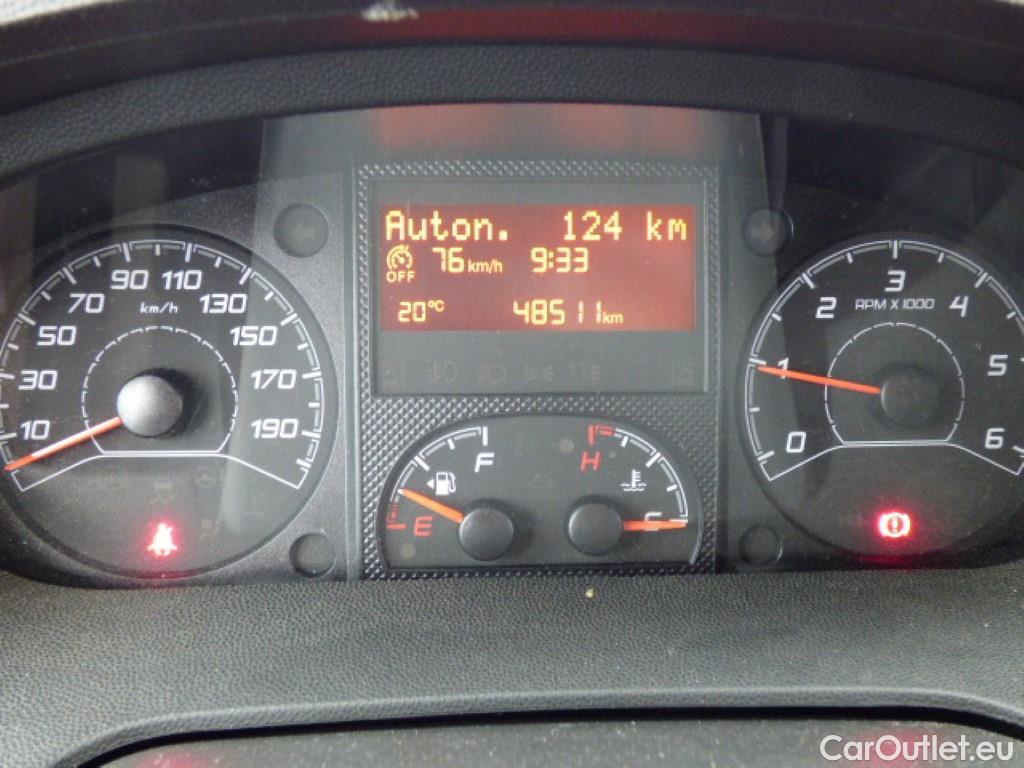 Auton. 124 km
OFF 76 km/h 9:33
20°C 48511 km
10 30 50 70 90 110 130 150 170 190
km/h
0 1 2 3 4 5 6
RPM X 1000
E F
H C
CarOutlet.eu